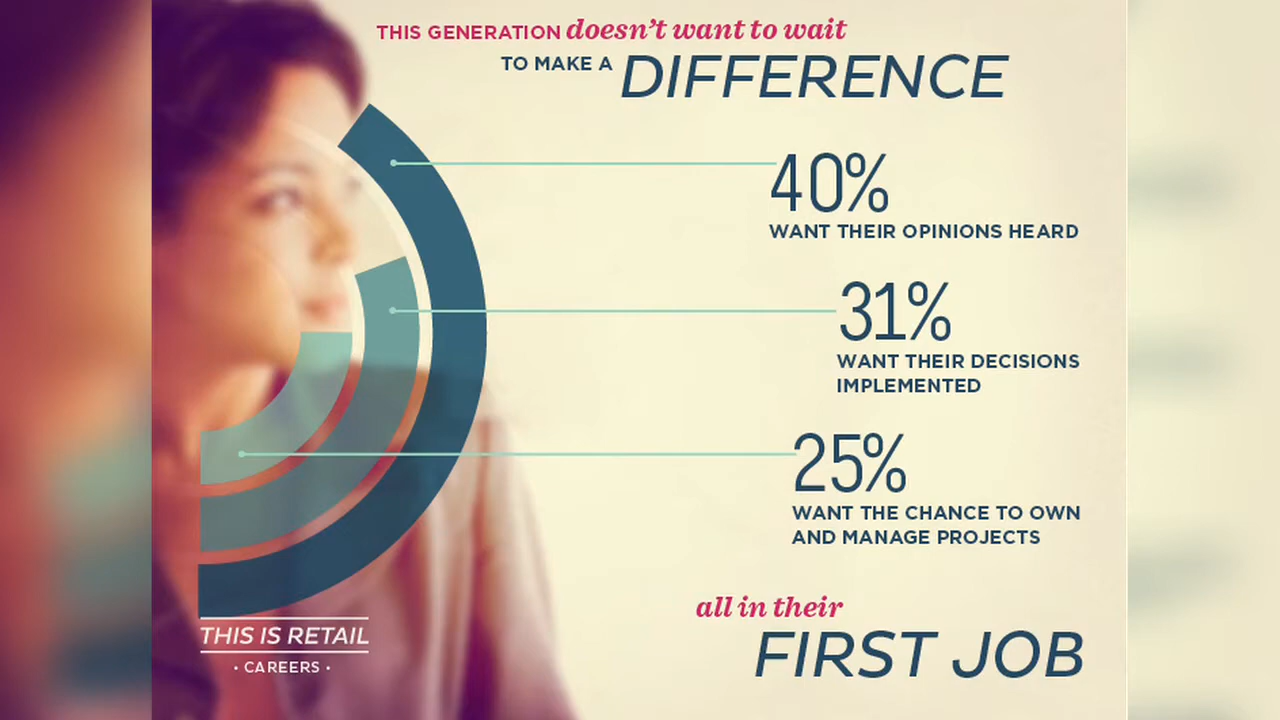 THIS GENERATION doesn't want to wait
TO MAKE A DIFFERENCE
40%
WANT THEIR OPINIONS HEARD
31%
WANT THEIR DECISIONS
IMPLEMENTED
25%
WANT THE CHANCE TO OWN
AND MANAGE PROJECTS
all in their
FIRST JOB
THIS IS RETAIL
• CAREERS •